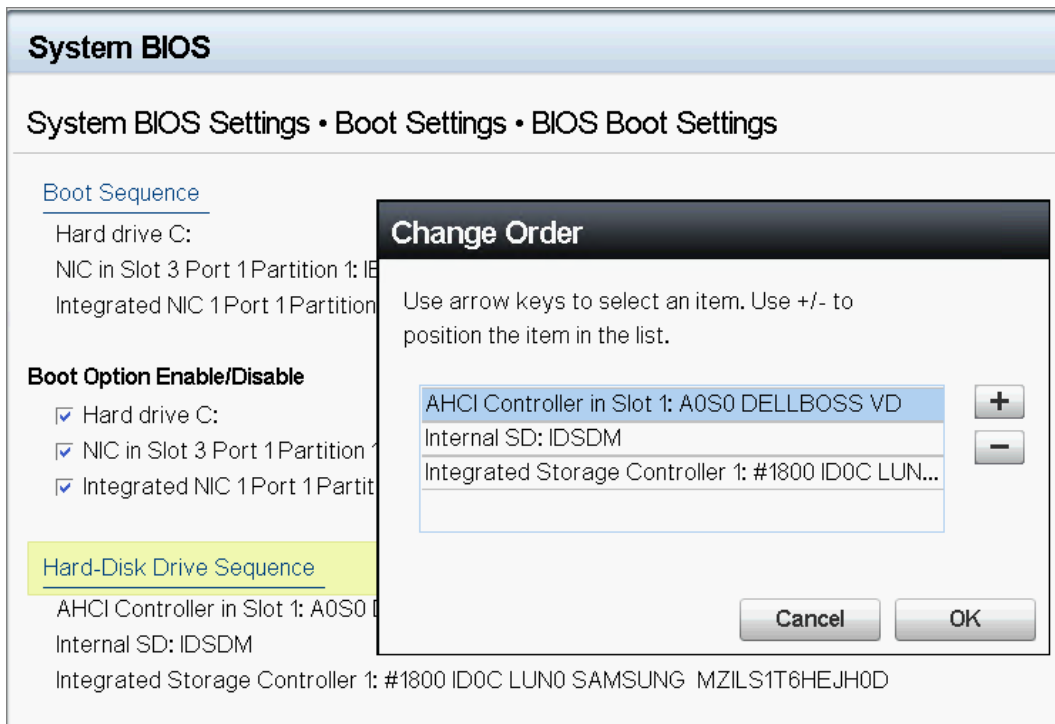 System BIOS
System BIOS Settings • Boot Settings • BIOS Boot Settings
Boot Sequence
Hard drive C:
NIC in Slot 3 Port 1 Partition 1:
Integrated NIC 1 Port 1 Partition
Boot Option Enable/Disable
Hard drive C:
NIC in Slot 3 Port 1 Partition
Integrated NIC 1 Port 1
Hard-Disk Drive Sequence
AHCI Controller in Slot 1: A0S0
Internal SD: IDSDM
Integrated Storage Controller 1: #1800 ID0C LUN0 SAMSUNG MZILS1T6HEJH0D
Change Order
Use arrow keys to select an item. Use +/- to
position the item in the list.
AHCI Controller in Slot 1: A0S0 DELLBOSS VD
Internal SD: IDSDM
Integrated Storage Controller 1: #1800 ID0C LUN...
+
−
Cancel
OK